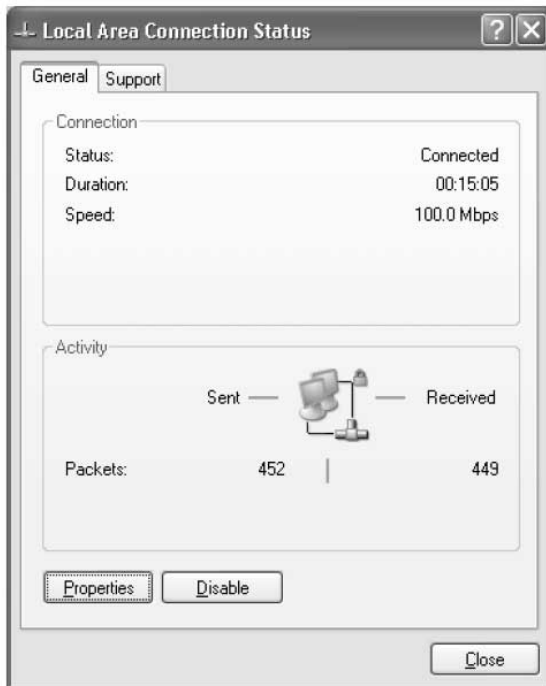 Local Area Connection Status
General Support
Connection
Status: Connected
Duration: 00:15:05
Speed: 100.0 Mbps
Activity
Sent Received
Packets: 452 449
Properties Disable
Close